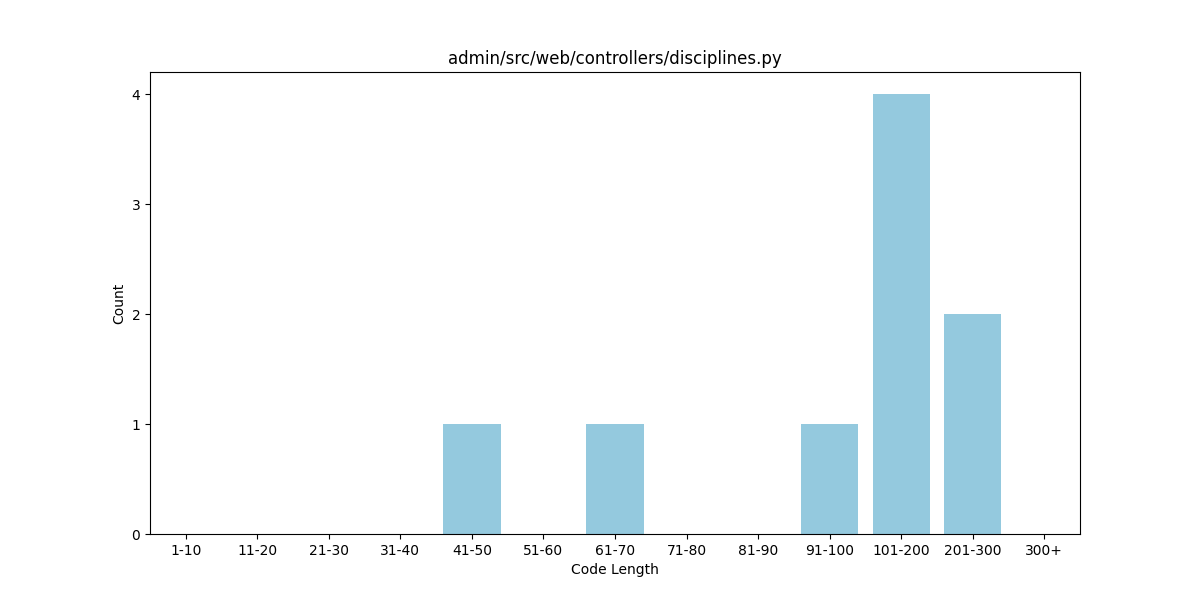 admin/src/web/controllers/disciplines.py
4
3
2
1
0
Count
1-10 11-20 21-30 31-40 41-50 51-60 61-70 71-80 81-90 91-100 101-200 201-300 300+
Code Length